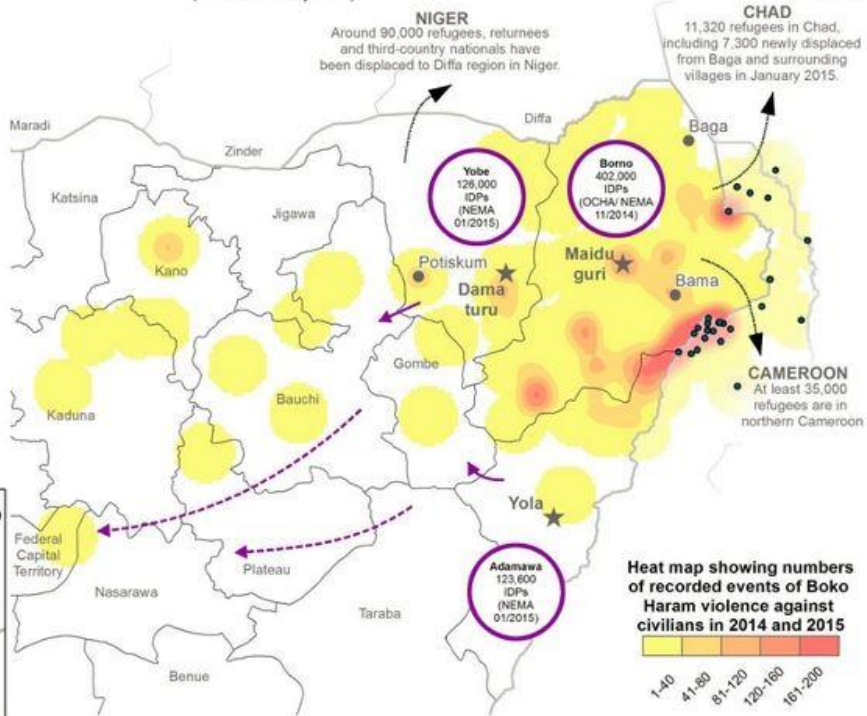 NIGER
Around 90,000 refugees, returnees
and third-country nationals have
been displaced to Diffa region in Niger.
CHAD
11,320 refugees in Chad,
including 7,300 newly displaced
from Baga and surrounding
villages in January 2015.
Maradi
Zinder
Diffa
Baga
Katsina
Jigawa
Yobe
126,000
IDPs
(NEMA
01/2015)
Borno
402,000
IDPs
(OCHA/ NEMA
11/2014)
Kano
Potiskum
Dama
turu
Maidu
guri
Bama
Gombe
Bauchi
Kaduna
CAMEROON
At least 35,000
refugees are in
northern Cameroon
Yola
Federal
Capital
Territory
Plateau
Nasarawa
Taraba
Benue
Adamawa
123,600
IDPs
(NEMA
01/2015)
Heat map showing numbers
of recorded events of Boko
Haram violence against
civilians in 2014 and 2015
1-40
41-80
81-120
120-160
161-200